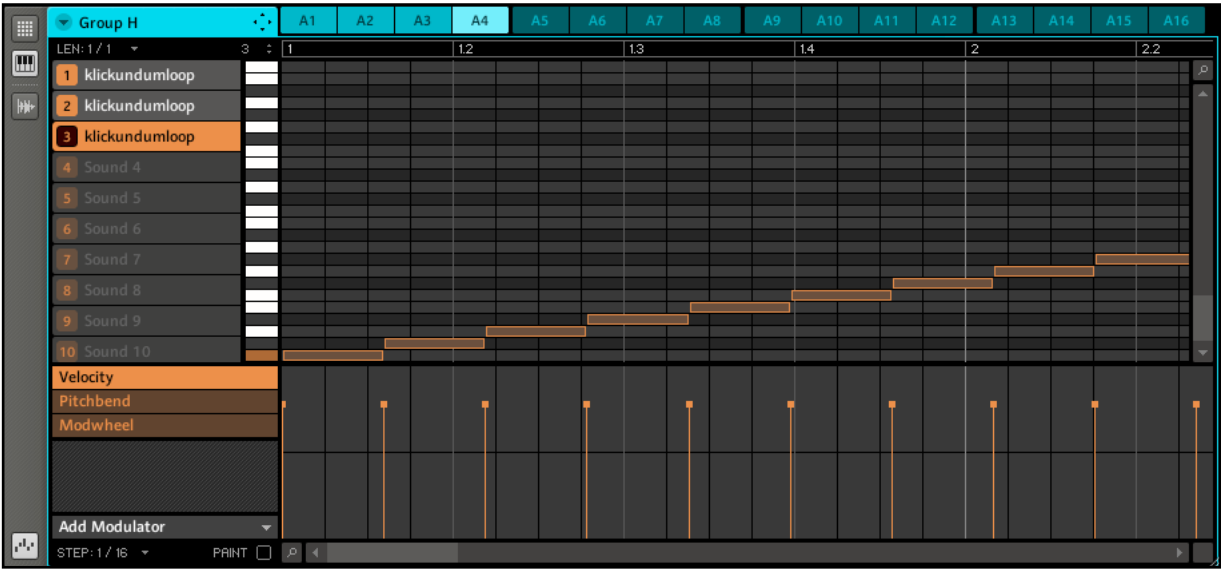 Group H A1 A2 A3 A4 A5 A6 A7 A8 A9 A10 A11 A12 A13 A14 A15 A16
LEN: 1 / 1 3 1 1.2 1.3 1.4 2 2.2
1 klickundumloop
2 klickundumloop
3 klickundumloop
4 Sound 4
5 Sound 5
6 Sound 6
7 Sound 7
8 Sound 8
9 Sound 9
10 Sound 10
Velocity
Pitchbend
Modwheel
Add Modulator
STEP: 1 / 16 PAINT